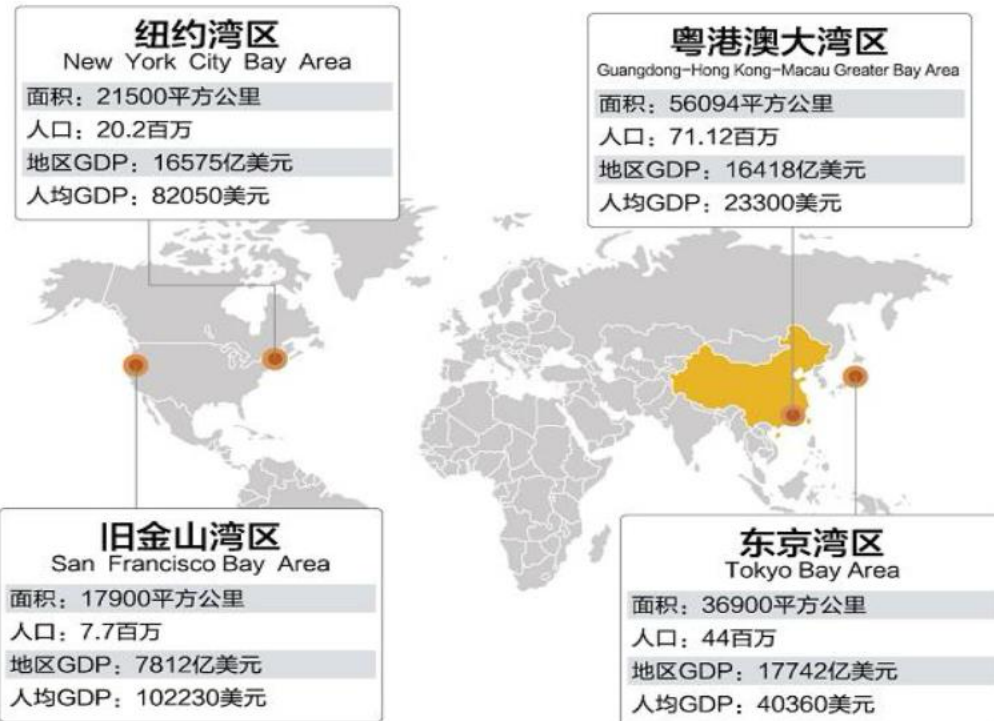 纽约湾区
New York City Bay Area
面积：21500平方公里
人口：20.2百万
地区GDP：16575亿美元
人均GDP：82050美元
粤港澳大湾区
Guangdong-Hong Kong-Macau Greater Bay Area
面积：56094平方公里
人口：71.12百万
地区GDP：16418亿美元
人均GDP：23300美元
旧金山湾区
San Francisco Bay Area
面积：17900平方公里
人口：7.7百万
地区GDP：7812亿美元
人均GDP：102230美元
东京湾区
Tokyo Bay Area
面积：36900平方公里
人口：44百万
地区GDP：17742亿美元
人均GDP：40360美元